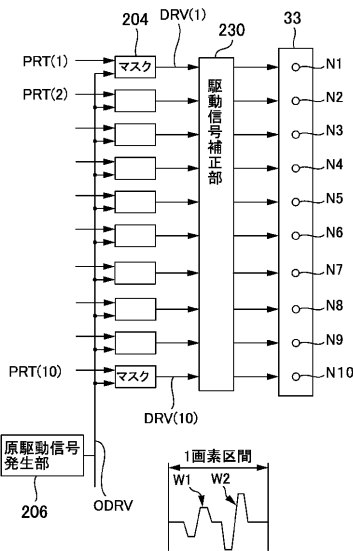 DRV(1)
204
230
33
PRT(1)
マスク
N1
PRT(2)
N2
駆動信号補正部
N3
N4
N5
N6
N7
N8
N9
PRT(10)
マスク
N10
DRV(10)
原駆動信号
発生部
206
ODRV
1画素区間
W1
W2